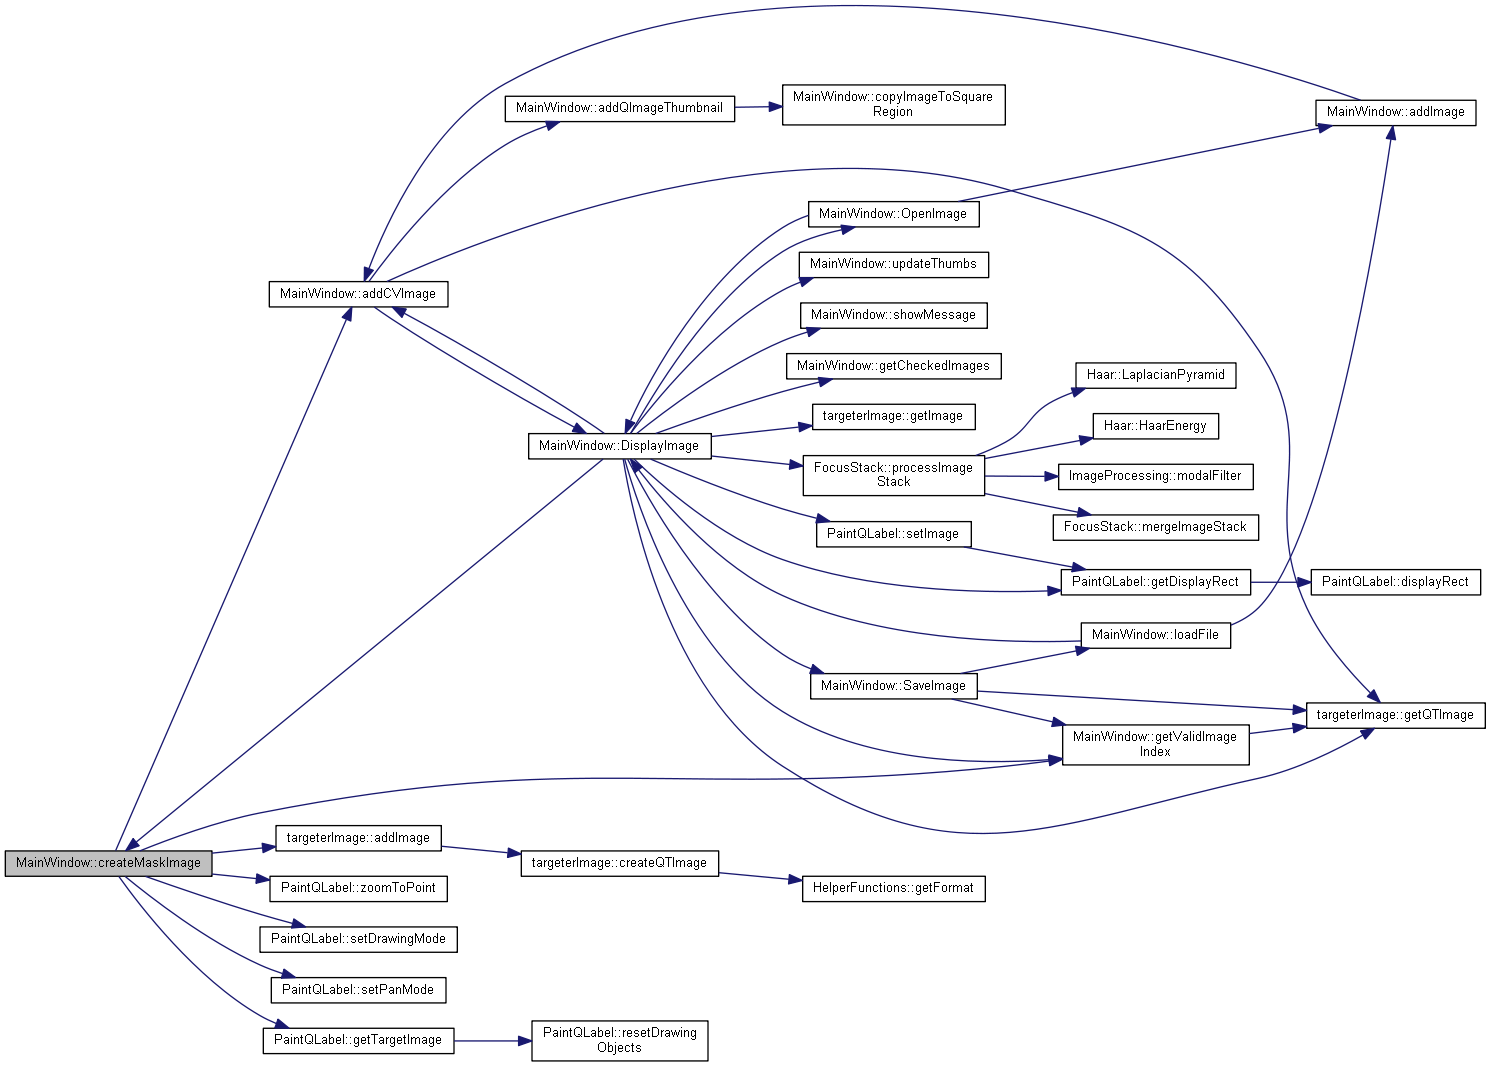 MainWindow::addQImageThumbnail
MainWindow::copyImageToSquare
Region
MainWindow::addImage
MainWindow::OpenImage
MainWindow::updateThumbs
MainWindow::addCVImage
MainWindow::showMessage
MainWindow::getCheckedImages
Haar::LaplacianPyramid
targeterImage::getImage
Haar::HaarEnergy
MainWindow::DisplayImage
FocusStack::processImage
Stack
ImageProcessing::modalFilter
FocusStack::mergeImageStack
PaintQLabel::setImage
PaintQLabel::getDisplayRect
PaintQLabel::displayRect
MainWindow::loadFile
MainWindow::SaveImage
targeterImage::getQTImage
MainWindow::getValidImage
Index
targeterImage::addImage
MainWindow::createMaskImage
targeterImage::createQTImage
PaintQLabel::zoomToPoint
HelperFunctions::getFormat
PaintQLabel::setDrawingMode
PaintQLabel::setPanMode
PaintQLabel::getTargetImage
PaintQLabel::resetDrawing
Objects